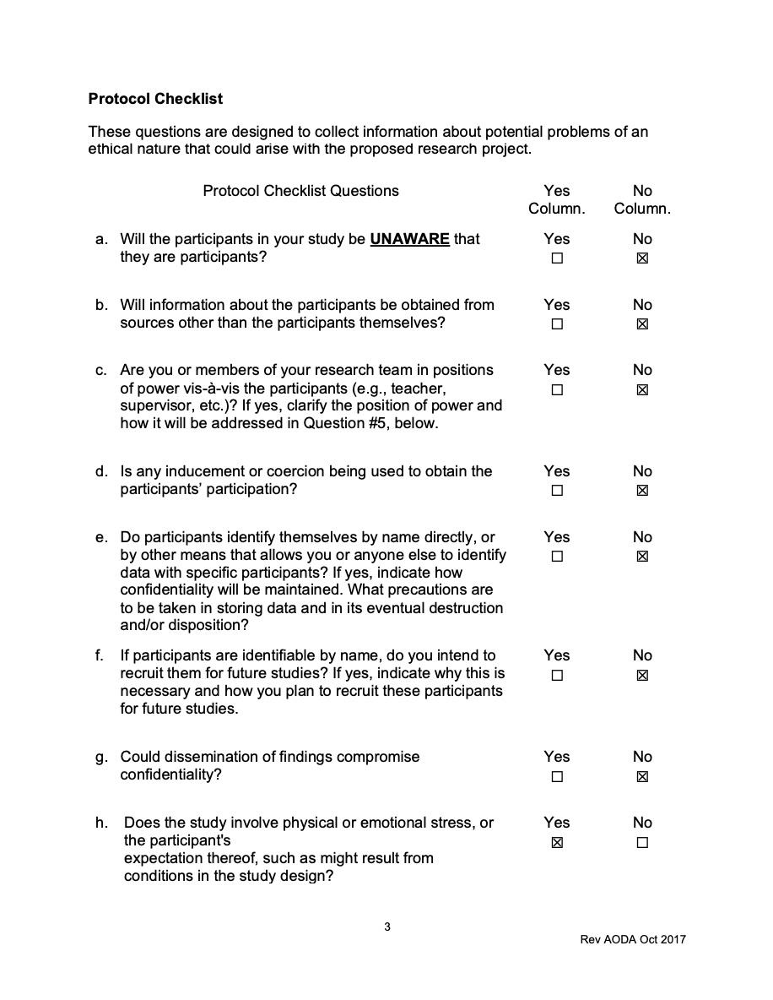 Protocol Checklist
These questions are designed to collect information about potential problems of an
ethical nature that could arise with the proposed research project.
Protocol Checklist Questions Yes Column. No Column.
a. Will the participants in your study be UNAWARE that Yes No
they are participants? ☐ ☒
b. Will information about the participants be obtained from Yes No
sources other than the participants themselves? ☐ ☒
c. Are you or members of your research team in positions Yes No
of power vis-à-vis the participants (e.g., teacher, ☐ ☒
supervisor, etc.)? If yes, clarify the position of power and
how it will be addressed in Question #5, below.
d. Is any inducement or coercion being used to obtain the Yes No
participants' participation? ☐ ☒
e. Do participants identify themselves by name directly, or Yes No
by other means that allows you or anyone else to identify ☐ ☒
data with specific participants? If yes, indicate how
confidentiality will be maintained. What precautions are
to be taken in storing data and in its eventual destruction
and/or disposition?
f. If participants are identifiable by name, do you intend to Yes No
recruit them for future studies? If yes, indicate why this is ☐ ☒
necessary and how you plan to recruit these participants
for future studies.
g. Could dissemination of findings compromise Yes No
confidentiality? ☐ ☒
h. Does the study involve physical or emotional stress, or Yes No
the participant's ☒ ☐
expectation thereof, such as might result from
conditions in the study design?
3
Rev AODA Oct 2017